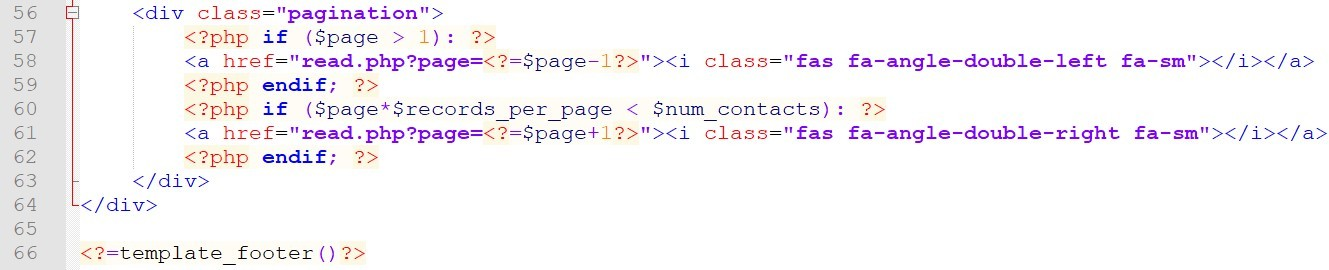 56 <div class="pagination">
57 <?php if ($page > 1): ?>
58 <a href="read.php?page=<?=$page-1?>"><i class="fas fa-angle-double-left fa-sm"></i></a>
59 <?php endif; ?>
60 <?php if ($page*$records_per_page < $num_contacts): ?>
61 <a href="read.php?page=<?=$page+1?>"><i class="fas fa-angle-double-right fa-sm"></i></a>
62 <?php endif; ?>
63 </div>
64 </div>
65
66 <?=template_footer()?>